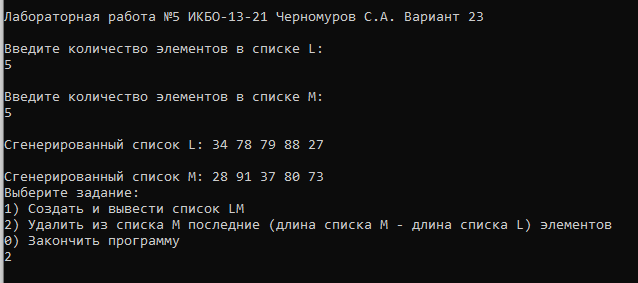 Лабораторная работа №5 ИКБО-13-21 Черномуров С.А. Вариант 23
Введите количество элементов в списке L:
5
Введите количество элементов в списке M:
5
Сгенерированный список L: 34 78 79 88 27
Сгенерированный список M: 28 91 37 80 73
Выберите задание:
1) Создать и вывести список LM
2) Удалить из списка M последние (длина списка M - длина списка L) элементов
0) Закончить программу
2